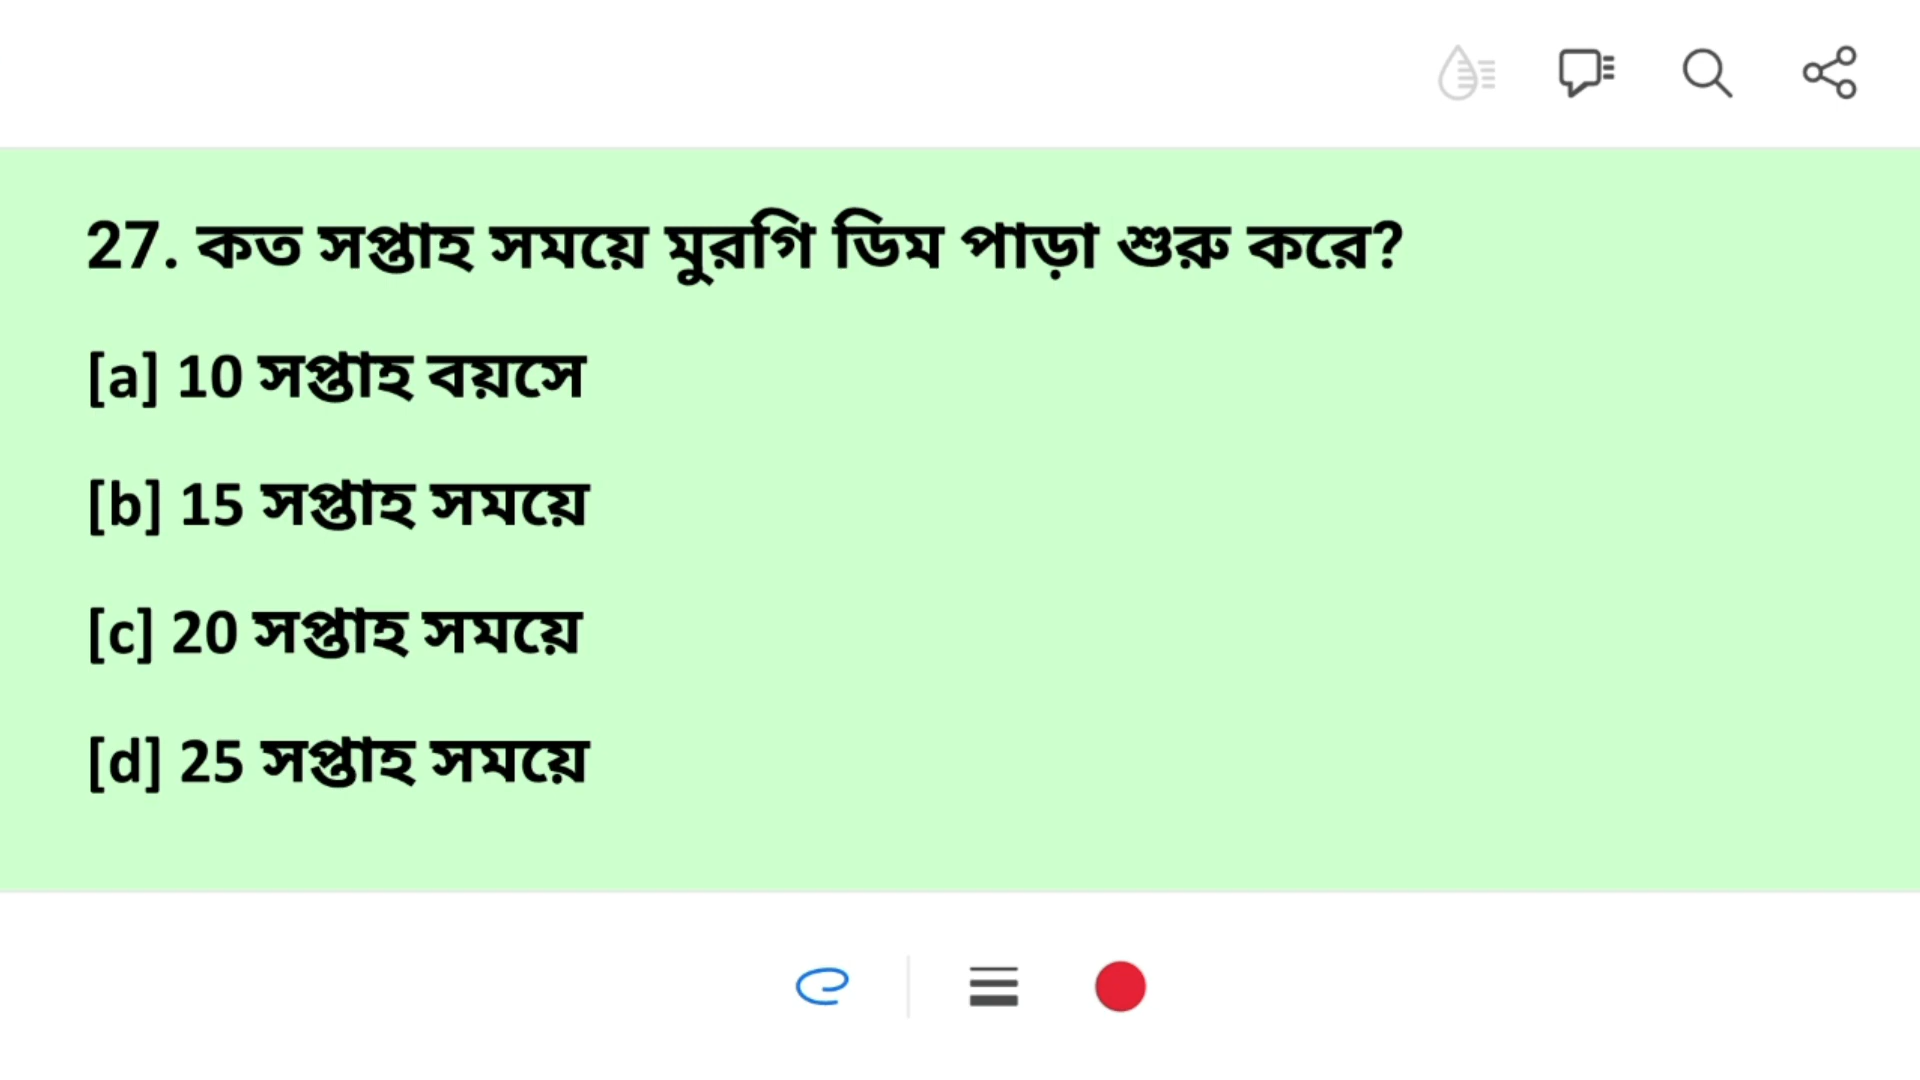 27. কত সপ্তাহ সময়ে মুরগি ডিম পাড়া শুরু করে?
[a] 10 সপ্তাহ বয়সে
[b] 15 সপ্তাহ সময়ে
[c] 20 সপ্তাহ সময়ে
[d] 25 সপ্তাহ সময়ে